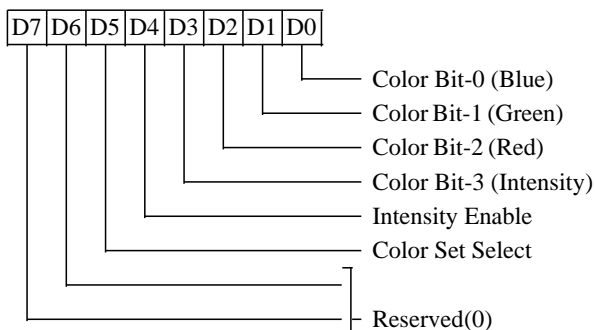 D7 D6 D5 D4 D3 D2 D1 D0
Color Bit-0 (Blue)
Color Bit-1 (Green)
Color Bit-2 (Red)
Color Bit-3 (Intensity)
Intensity Enable
Color Set Select
Reserved(0)